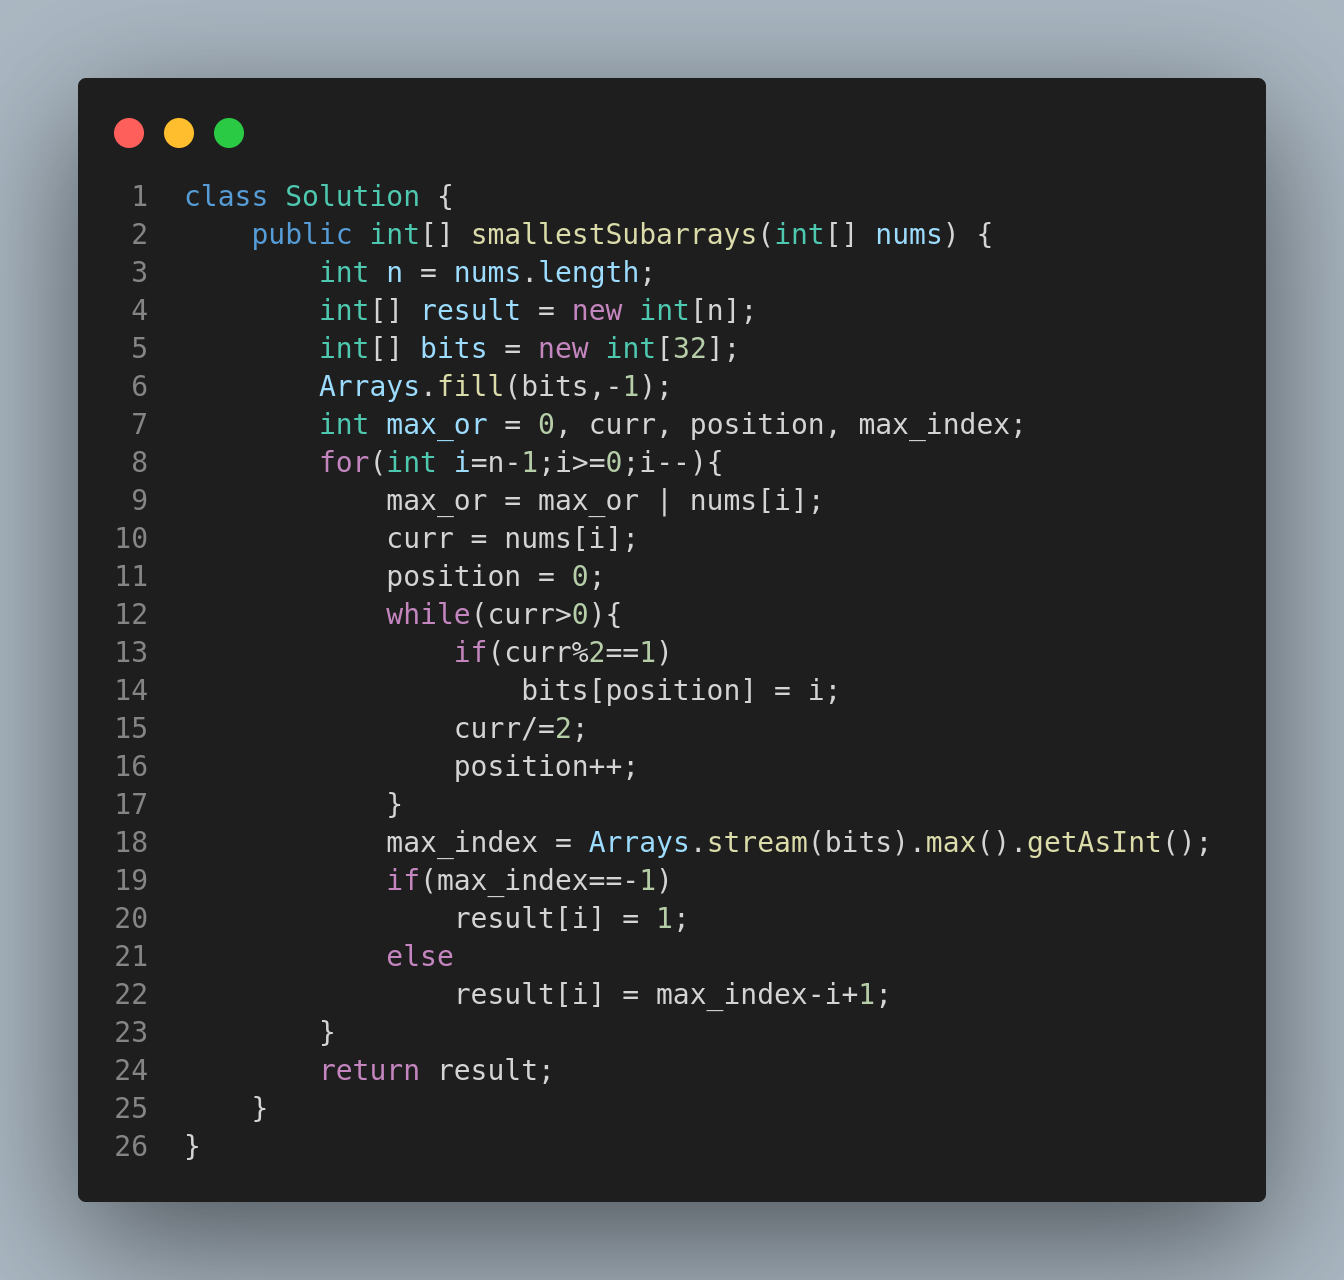 1 class Solution {
2     public int[] smallestSubarrays(int[] nums) {
3         int n = nums.length;
4         int[] result = new int[n];
5         int[] bits = new int[32];
6         Arrays.fill(bits,-1);
7         int max_or = 0, curr, position, max_index;
8         for(int i=n-1;i>=0;i--){
9             max_or = max_or | nums[i];
10             curr = nums[i];
11             position = 0;
12             while(curr>0){
13                 if(curr%2==1)
14                     bits[position] = i;
15                 curr/=2;
16                 position++;
17             }
18             max_index = Arrays.stream(bits).max().getAsInt();
19             if(max_index==-1)
20                 result[i] = 1;
21             else
22                 result[i] = max_index-i+1;
23         }
24         return result;
25     }
26 }